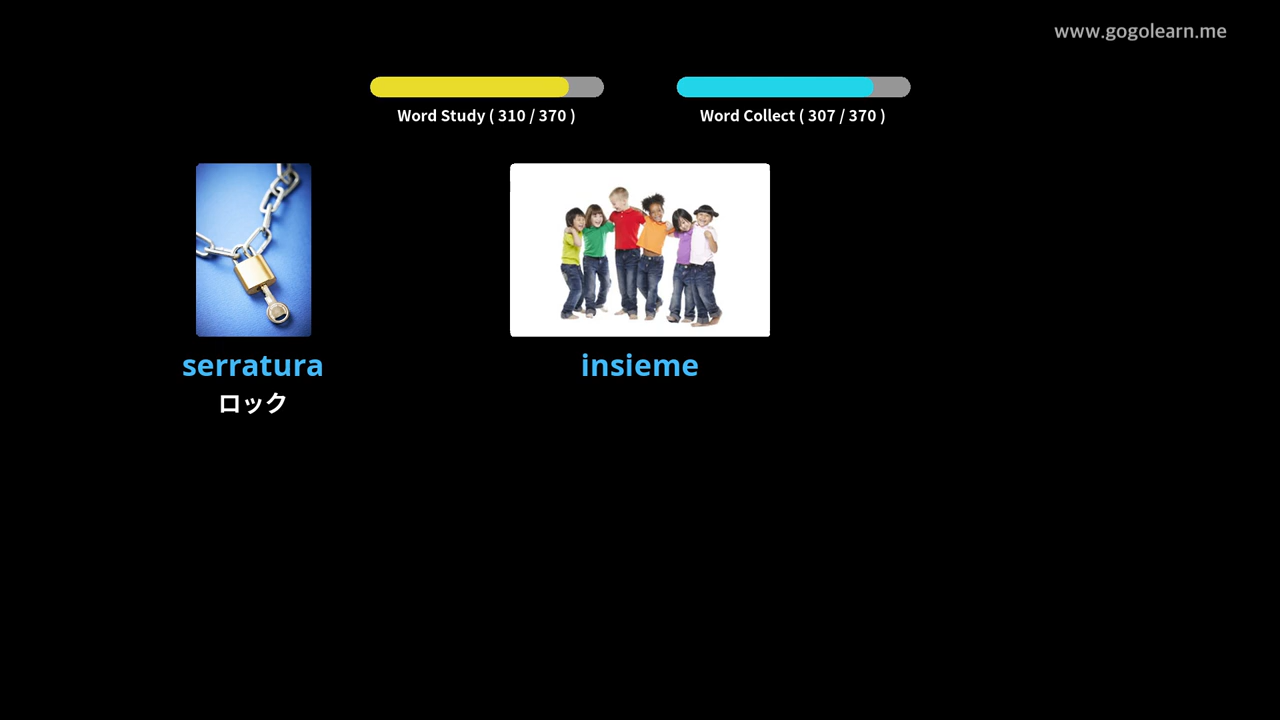 www.gogolearn.me
Word Study ( 310 / 370 )
Word Collect ( 307 / 370 )
serratura
ロック
insieme